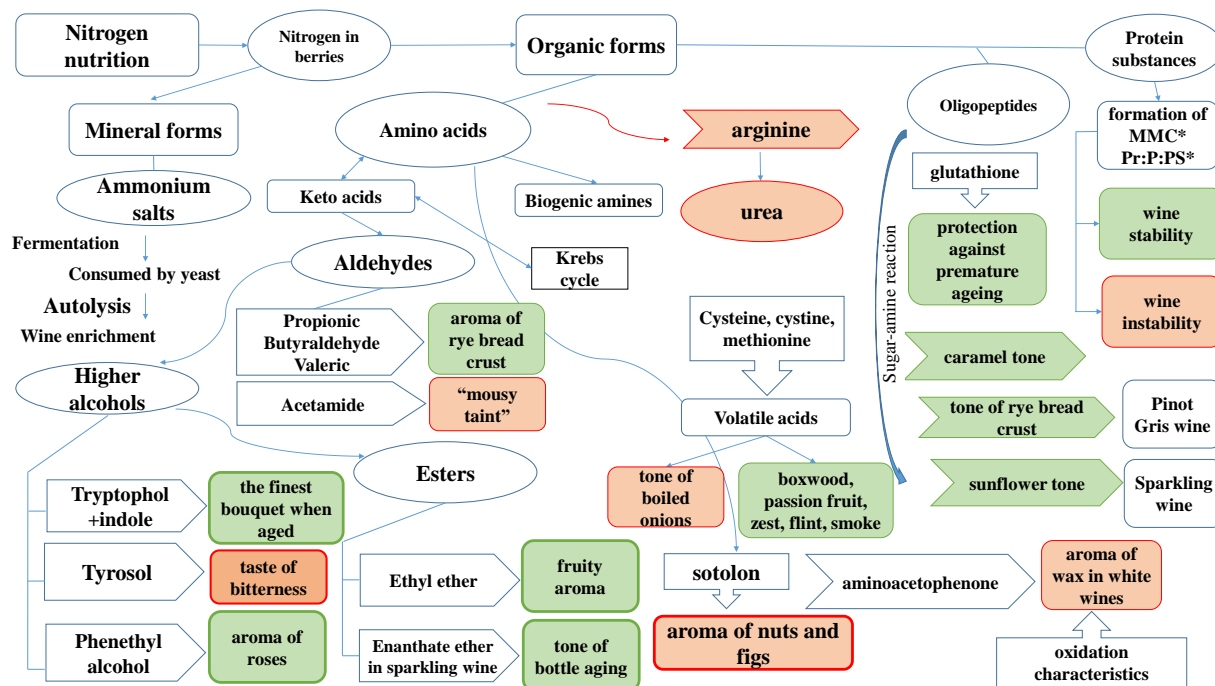 Nitrogen
nutrition
Nitrogen in
berries
Organic forms
Protein
substances
Mineral forms
Amino acids
arginine
Oligopeptides
formation of
MMC*
Pr:P:PS*
Ammonium
salts
Keto acids
Biogenic amines
urea
glutathione
wine
stability
Fermentation
Consumed by yeast
Autolysis
Wine enrichment
Aldehydes
Krebs
cycle
protection
against
premature
ageing
Sugar-amine reaction
wine
instability
Propionic
Butyraldehyde
Valeric
aroma of
rye bread
crust
Cysteine, cystine,
methionine
caramel tone
Higher
alcohols
Acetamide
“mousy
taint”
Volatile acids
tone of rye bread
crust
Pinot
Gris wine
Esters
tone of
boiled
onions
boxwood,
passion fruit,
zest, flint, smoke
sunflower tone
Sparkling
wine
Tryptophol
+indole
the finest
bouquet when
aged
Tyrosol
taste of
bitterness
Ethyl ether
fruity
aroma
sotolon
aminoacetophenone
aroma of
wax in white
wines
Phenethyl
alcohol
aroma of
roses
Enanthate ether
in sparkling wine
tone of
bottle aging
aroma of nuts and
figs
oxidation
characteristics